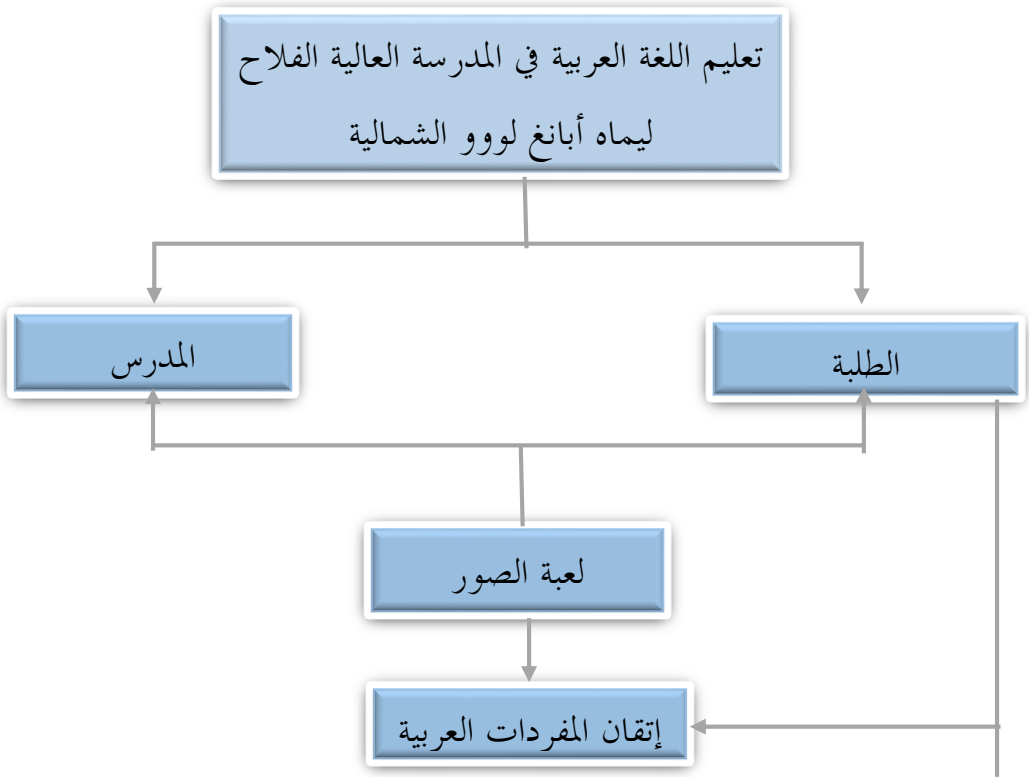 تعليم اللغة العربية في المدرسة العالية الفلاح
ليماه أبانغ لووو الشمالية
الطلبة
المدرس
لعبة الصور
إتقان المفردات العربية